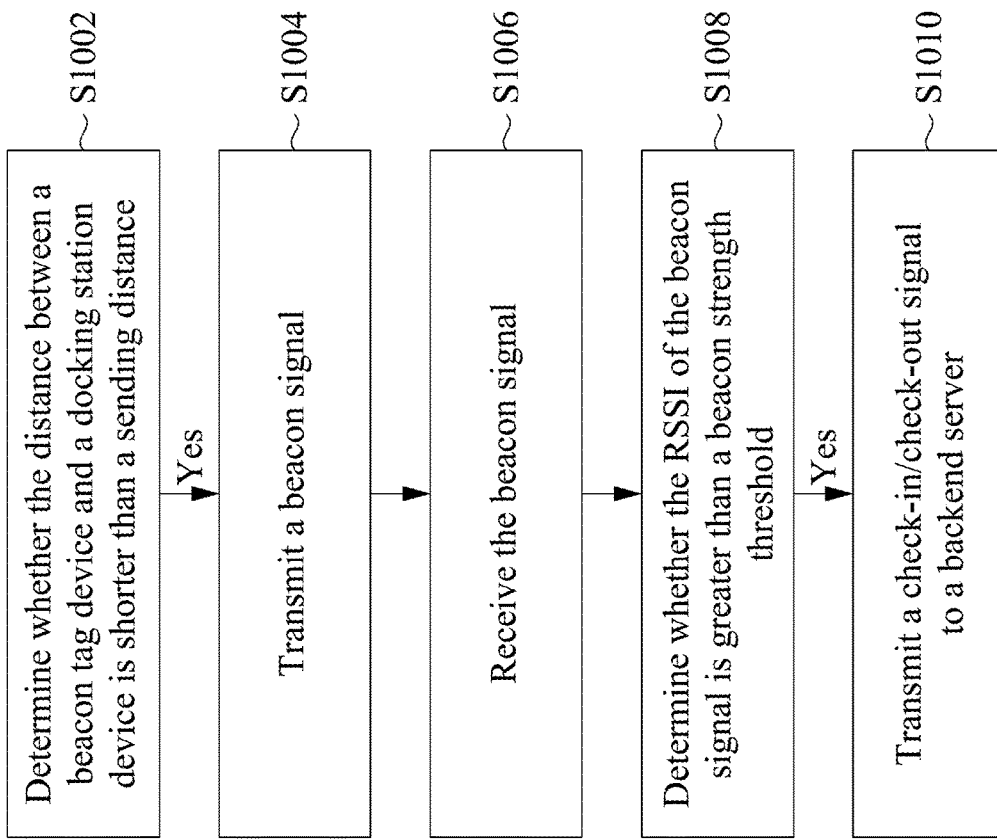 Determine whether the distance between a
beacon tag device and a docking station
device is shorter than a sending distance
S1002
Yes
Transmit a beacon signal
S1004
Receive the beacon signal
S1006
Determine whether the RSSI of the beacon
signal is greater than a beacon strength
threshold
S1008
Yes
Transmit a check-in/check-out signal
to a backend server
S1010